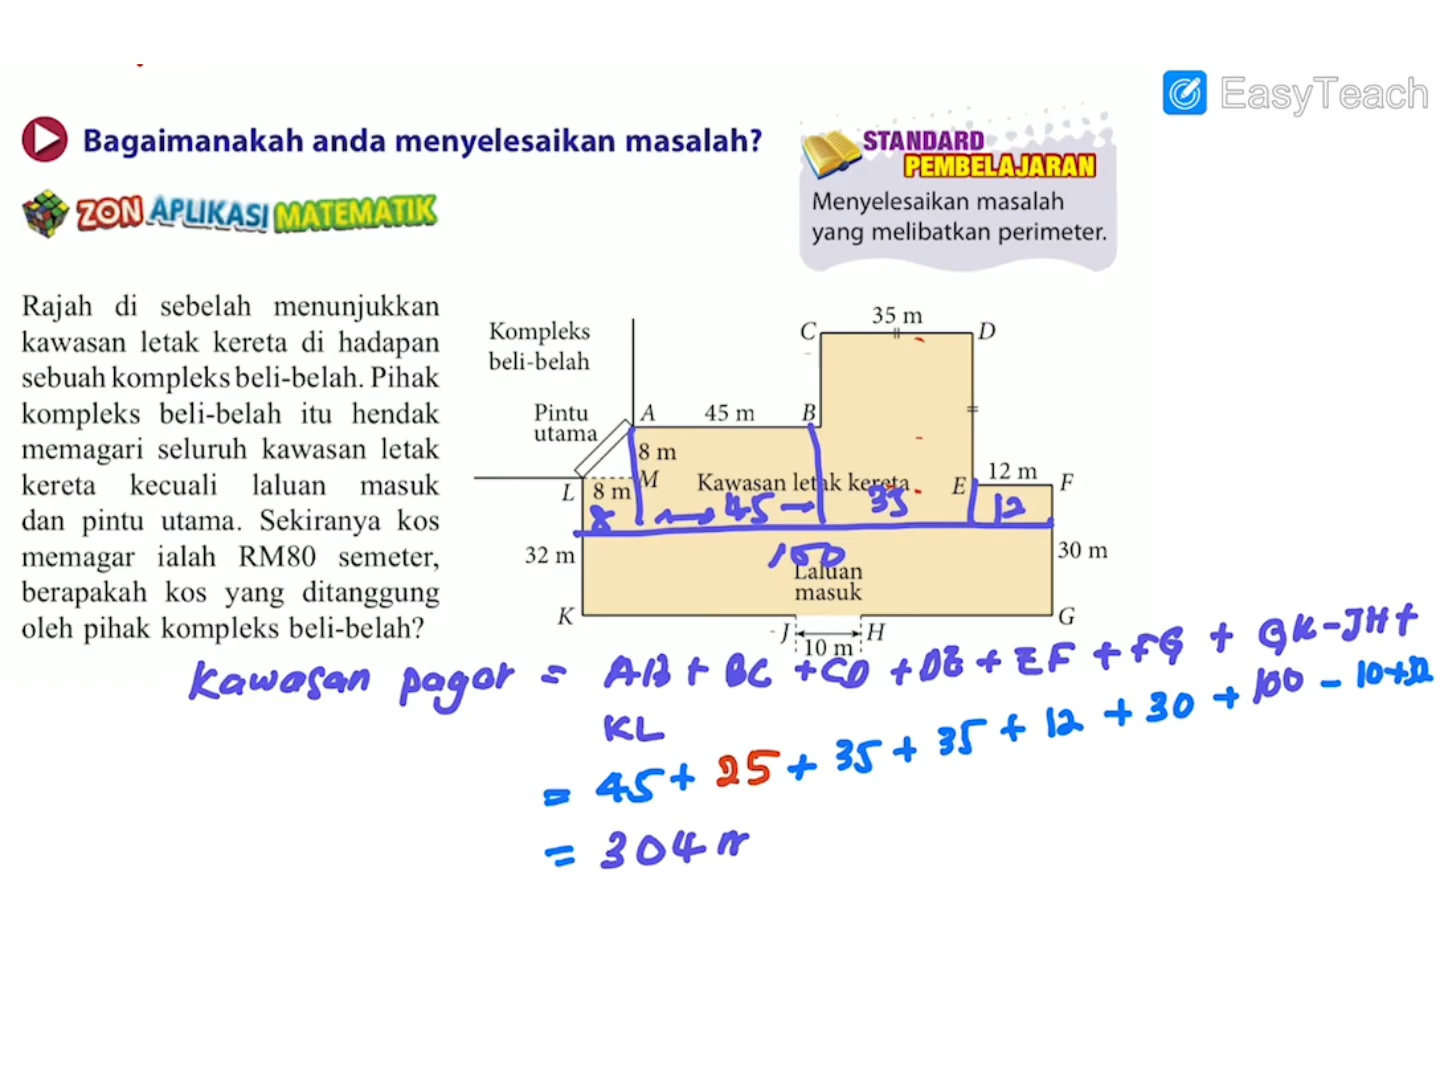 EasyTeach
Bagaimanakah anda menyelesaikan masalah?
STANDARD
PEMBELAJARAN
Menyelesaikan masalah
yang melibatkan perimeter.
ZON APLIKASI MATEMATIK
Rajah di sebelah menunjukkan
kawasan letak kereta di hadapan
sebuah kompleks beli-belah. Pihak
kompleks beli-belah itu hendak
memagari seluruh kawasan letak
kereta kecuali laluan masuk
dan pintu utama. Sekiranya kos
memagar ialah RM80 semeter,
berapakah kos yang ditanggung
oleh pihak kompleks beli-belah?
Kompleks
beli-belah
35 m
C
D
Pintu
utama
A
45 m
B
8 m
M
Kawasan letak kereta
E
12 m
F
L
8 m
8
45
35
12
32 m
100
30 m
Laluan
masuk
K
G
J
H
10 m
Kawasan pagar = AB + BC + CD + DE + EF + FG + GK - JH +
KL
= 45 + 25 + 35 + 35 + 12 + 30 + 100 - 10 + 32
= 304 m